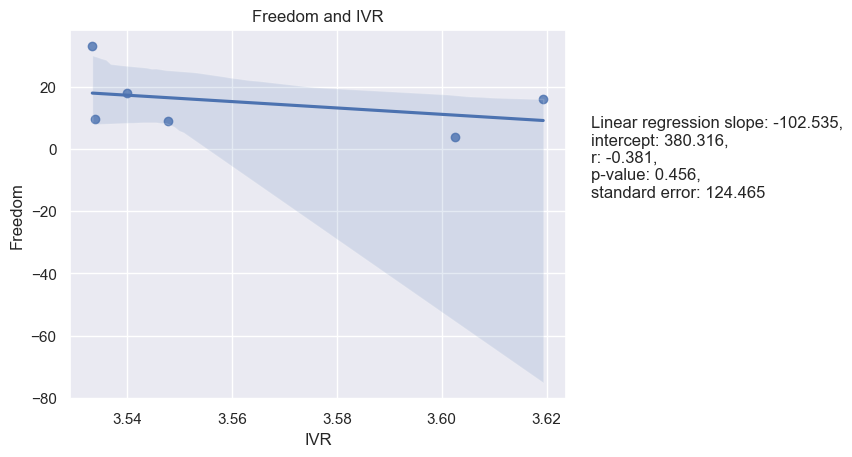 Freedom and IVR
Freedom
20
0
−20
−40
−60
−80
3.54
3.56
3.58
3.60
3.62
IVR
Linear regression slope: -102.535,
intercept: 380.316,
r: -0.381,
p-value: 0.456,
standard error: 124.465